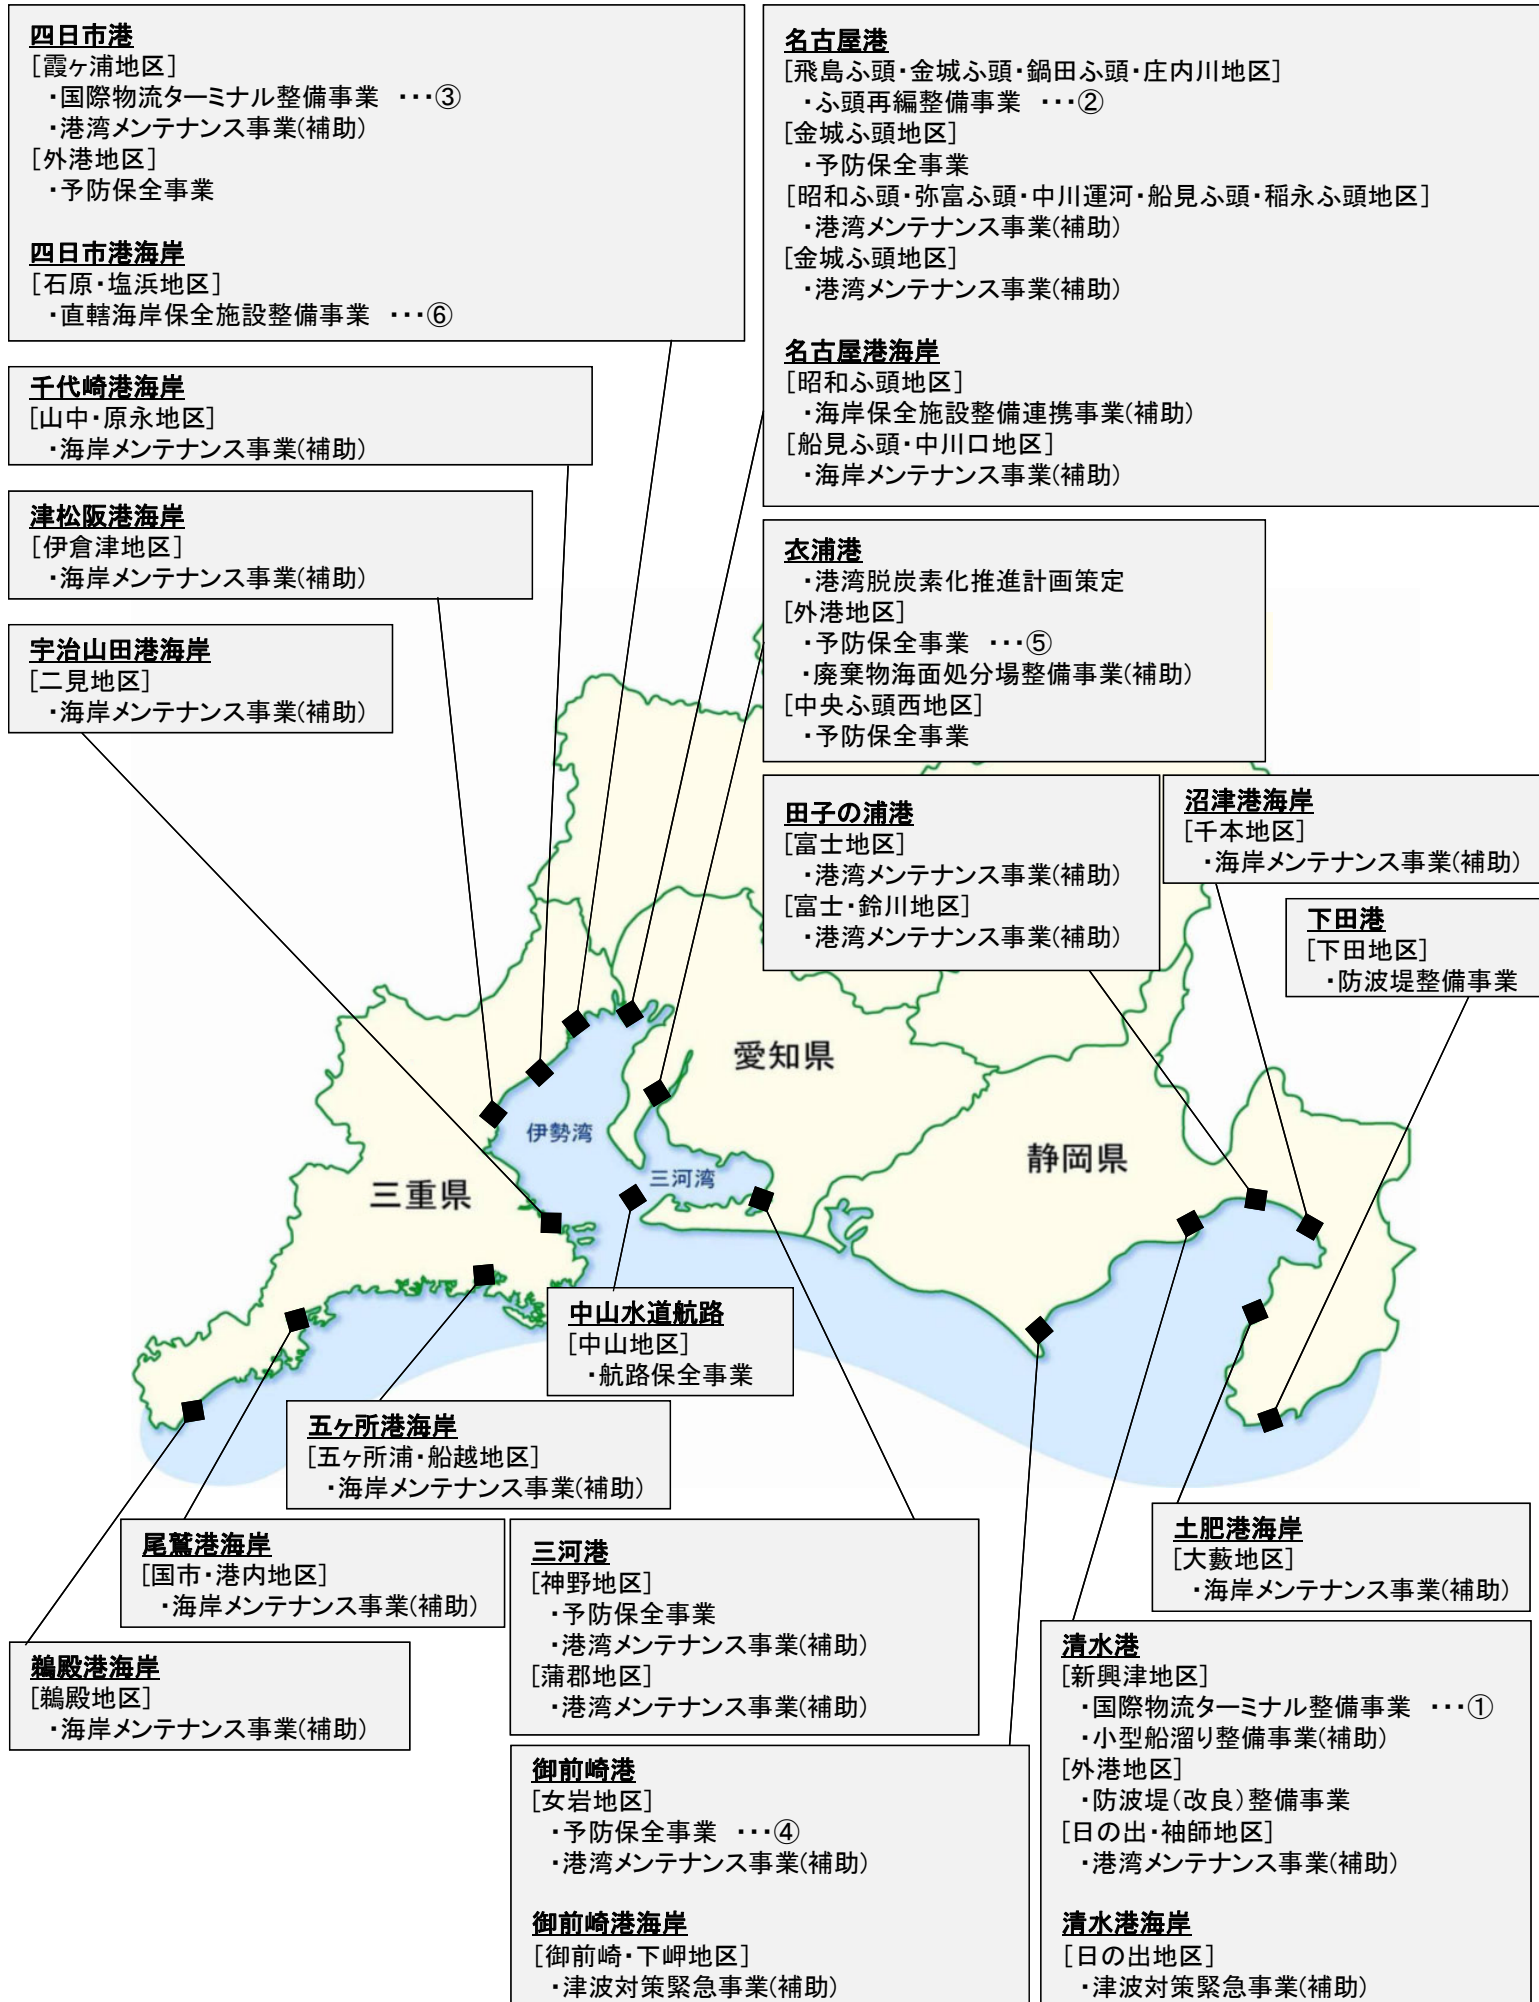 四日市港
[霞ヶ浦地区]
・国際物流ターミナル整備事業 ・・・③
・港湾メンテナンス事業(補助)
[外港地区]
・予防保全事業
四日市港海岸
[石原・塩浜地区]
・直轄海岸保全施設整備事業 ・・・⑥
名古屋港
[飛島ふ頭・金城ふ頭・鍋田ふ頭・庄内川地区]
・ふ頭再編整備事業 ・・・②
[金城ふ頭地区]
・予防保全事業
[昭和ふ頭・弥富ふ頭・中川運河・船見ふ頭・稲永ふ頭地区]
・港湾メンテナンス事業(補助)
[金城ふ頭地区]
・港湾メンテナンス事業(補助)
名古屋港海岸
[昭和ふ頭地区]
・海岸保全施設整備連携事業(補助)
[船見ふ頭・中川口地区]
・海岸メンテナンス事業(補助)
千代崎港海岸
[山中・原永地区]
・海岸メンテナンス事業(補助)
津松阪港海岸
[伊倉津地区]
・海岸メンテナンス事業(補助)
宇治山田港海岸
[二見地区]
・海岸メンテナンス事業(補助)
衣浦港
・港湾脱炭素化推進計画策定
[外港地区]
・予防保全事業 ・・・⑤
・廃棄物海面処分場整備事業(補助)
[中央ふ頭西地区]
・予防保全事業
田子の浦港
[富士地区]
・港湾メンテナンス事業(補助)
[富士・鈴川地区]
・港湾メンテナンス事業(補助)
沼津港海岸
[千本地区]
・海岸メンテナンス事業(補助)
下田港
[下田地区]
・防波堤整備事業
愛知県
伊勢湾
三河湾
静岡県
三重県
中山水道航路
[中山地区]
・航路保全事業
五ヶ所港海岸
[五ヶ所浦・船越地区]
・海岸メンテナンス事業(補助)
尾鷲港海岸
[国市・港内地区]
・海岸メンテナンス事業(補助)
鵜殿港海岸
[鵜殿地区]
・海岸メンテナンス事業(補助)
三河港
[神野地区]
・予防保全事業
・港湾メンテナンス事業(補助)
[蒲郡地区]
・港湾メンテナンス事業(補助)
御前崎港
[女岩地区]
・予防保全事業 ・・・④
・港湾メンテナンス事業(補助)
御前崎港海岸
[御前崎・下岬地区]
・津波対策緊急事業(補助)
土肥港海岸
[大藪地区]
・海岸メンテナンス事業(補助)
清水港
[新興津地区]
・国際物流ターミナル整備事業 ・・・①
・小型船溜り整備事業(補助)
[外港地区]
・防波堤(改良)整備事業
[日の出・袖師地区]
・港湾メンテナンス事業(補助)
清水港海岸
[日の出地区]
・津波対策緊急事業(補助)